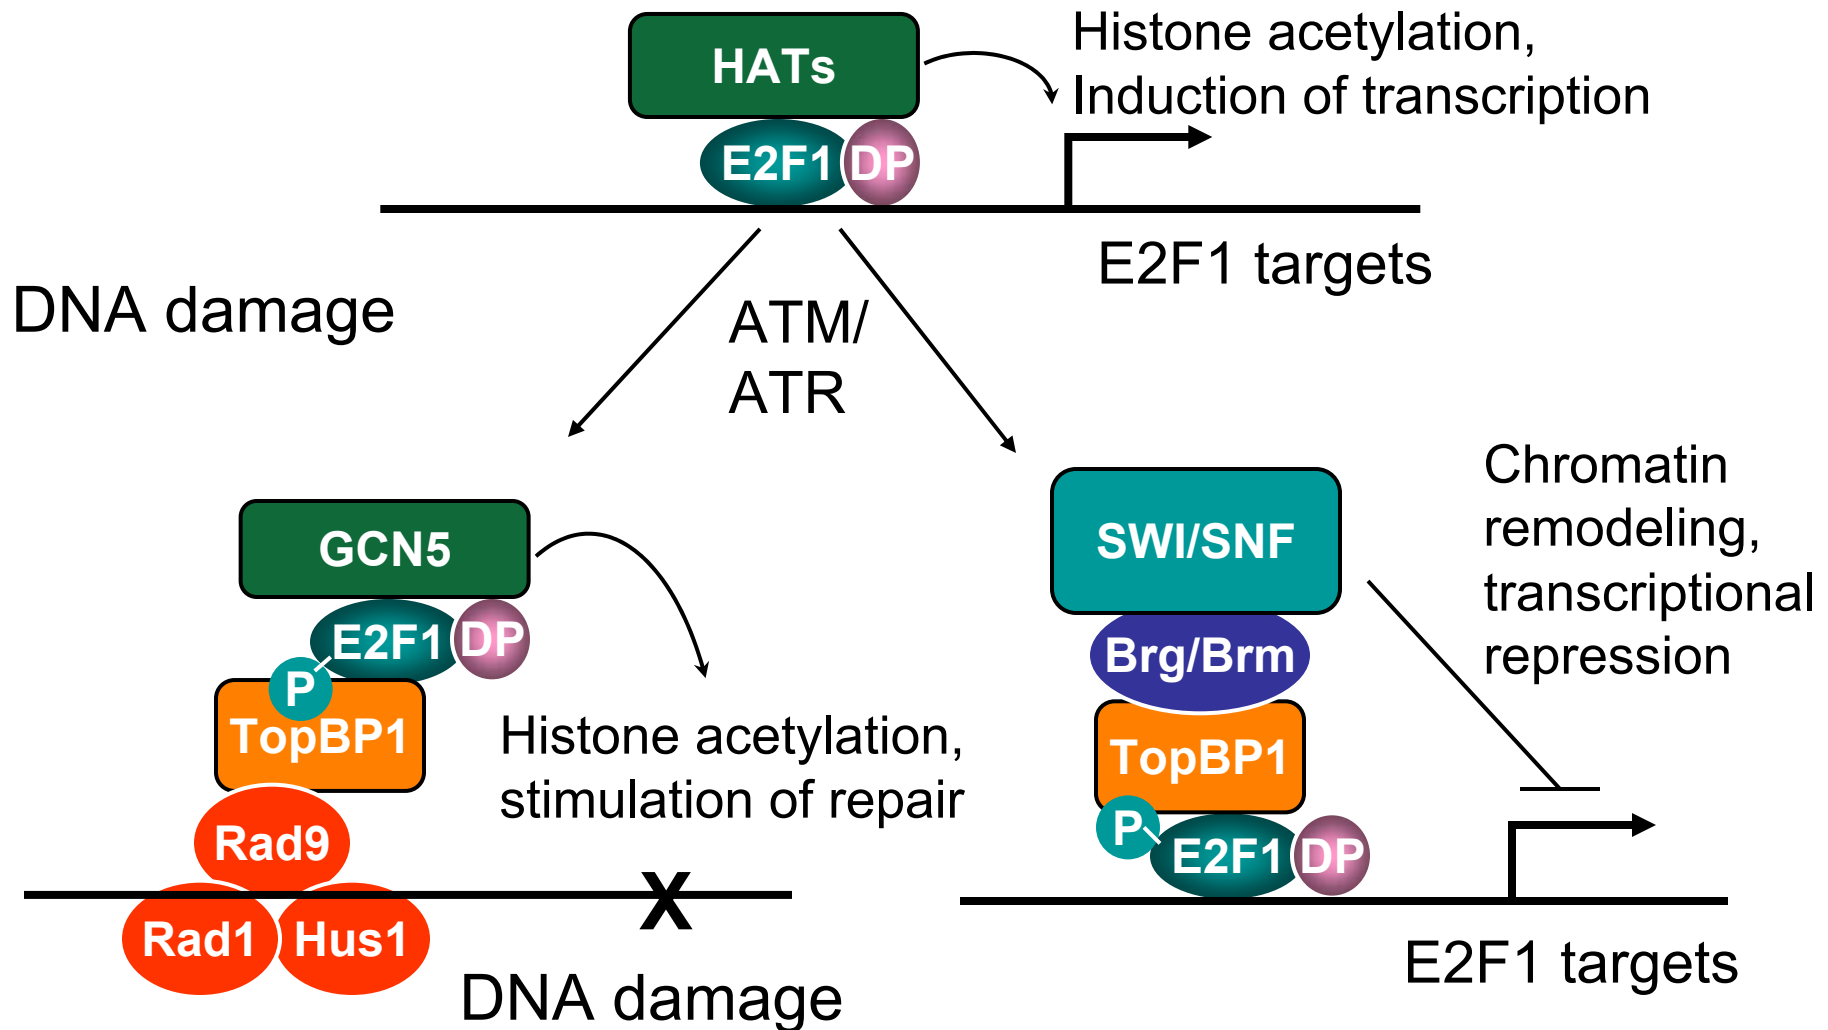 HATs
Histone acetylation,
Induction of transcription
E2F1 DP
E2F1 targets
DNA damage
ATM/
ATR
GCN5
E2F1 DP
P
TopBP1
Histone acetylation,
stimulation of repair
Rad9
X
Rad1 Hus1
DNA damage
SWI/SNF
Chromatin
remodeling,
transcriptional
repression
Brg/Brm
TopBP1
P
E2F1 DP
E2F1 targets